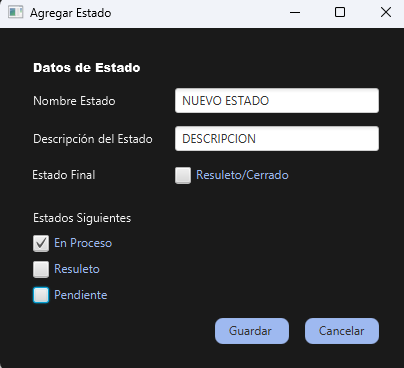 Agregar Estado
Datos de Estado
Nombre Estado NUEVO ESTADO
Descripción del Estado DESCRIPCION
Estado Final Resuleto/Cerrado
Estados Siguientes
En Proceso
Resuleto
Pendiente
Guardar Cancelar